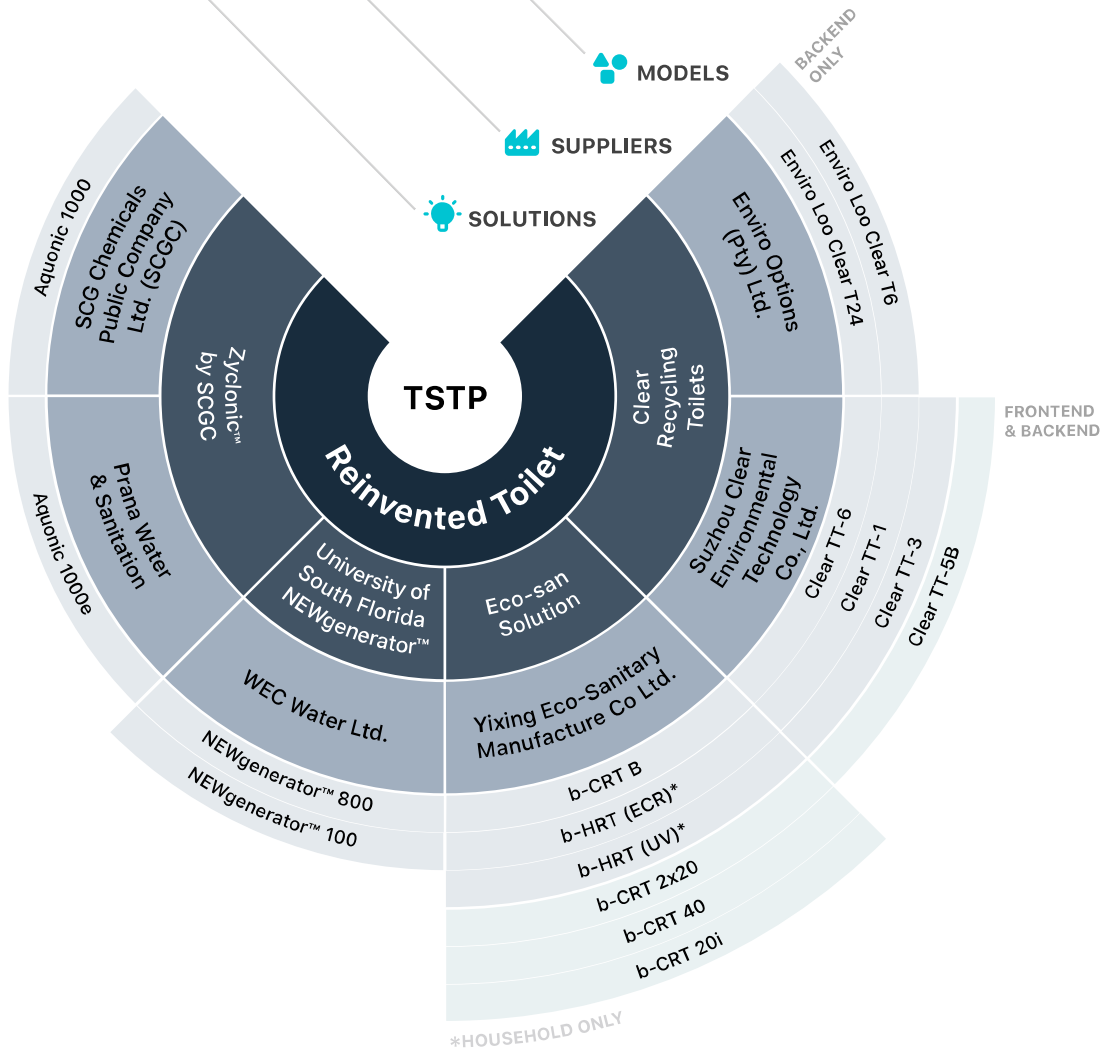 MODELS
SUPPLIERS
SOLUTIONS
BACKEND
ONLY
FRONTEND
& BACKEND
TSTP
Reinvented Toilet
Zyclonic™
by SCGC
University of
South Florida
NEWgenerator™
Eco-san
Solution
Clear
Recycling
Toilets
SCG Chemicals
Public Company
Ltd. (SCGC)
Prana Water
& Sanitation
WEC Water Ltd.
Yixing Eco-Sanitary
Manufacture Co Ltd.
Suzhou Clear
Environmental
Technology
Co., Ltd.
Enviro Options
(Pty) Ltd.
Aquonic 1000
Aquonic 1000e
NEWgenerator™ 800
NEWgenerator™ 100
b-CRT B
b-HRT (ECR)*
b-HRT (UV)*
b-CRT 2x20
b-CRT 40
b-CRT 20i
Clear TT-6
Clear TT-1
Clear TT-3
Clear TT-5B
Enviro Loo Clear T24
Enviro Loo Clear T6
*HOUSEHOLD ONLY